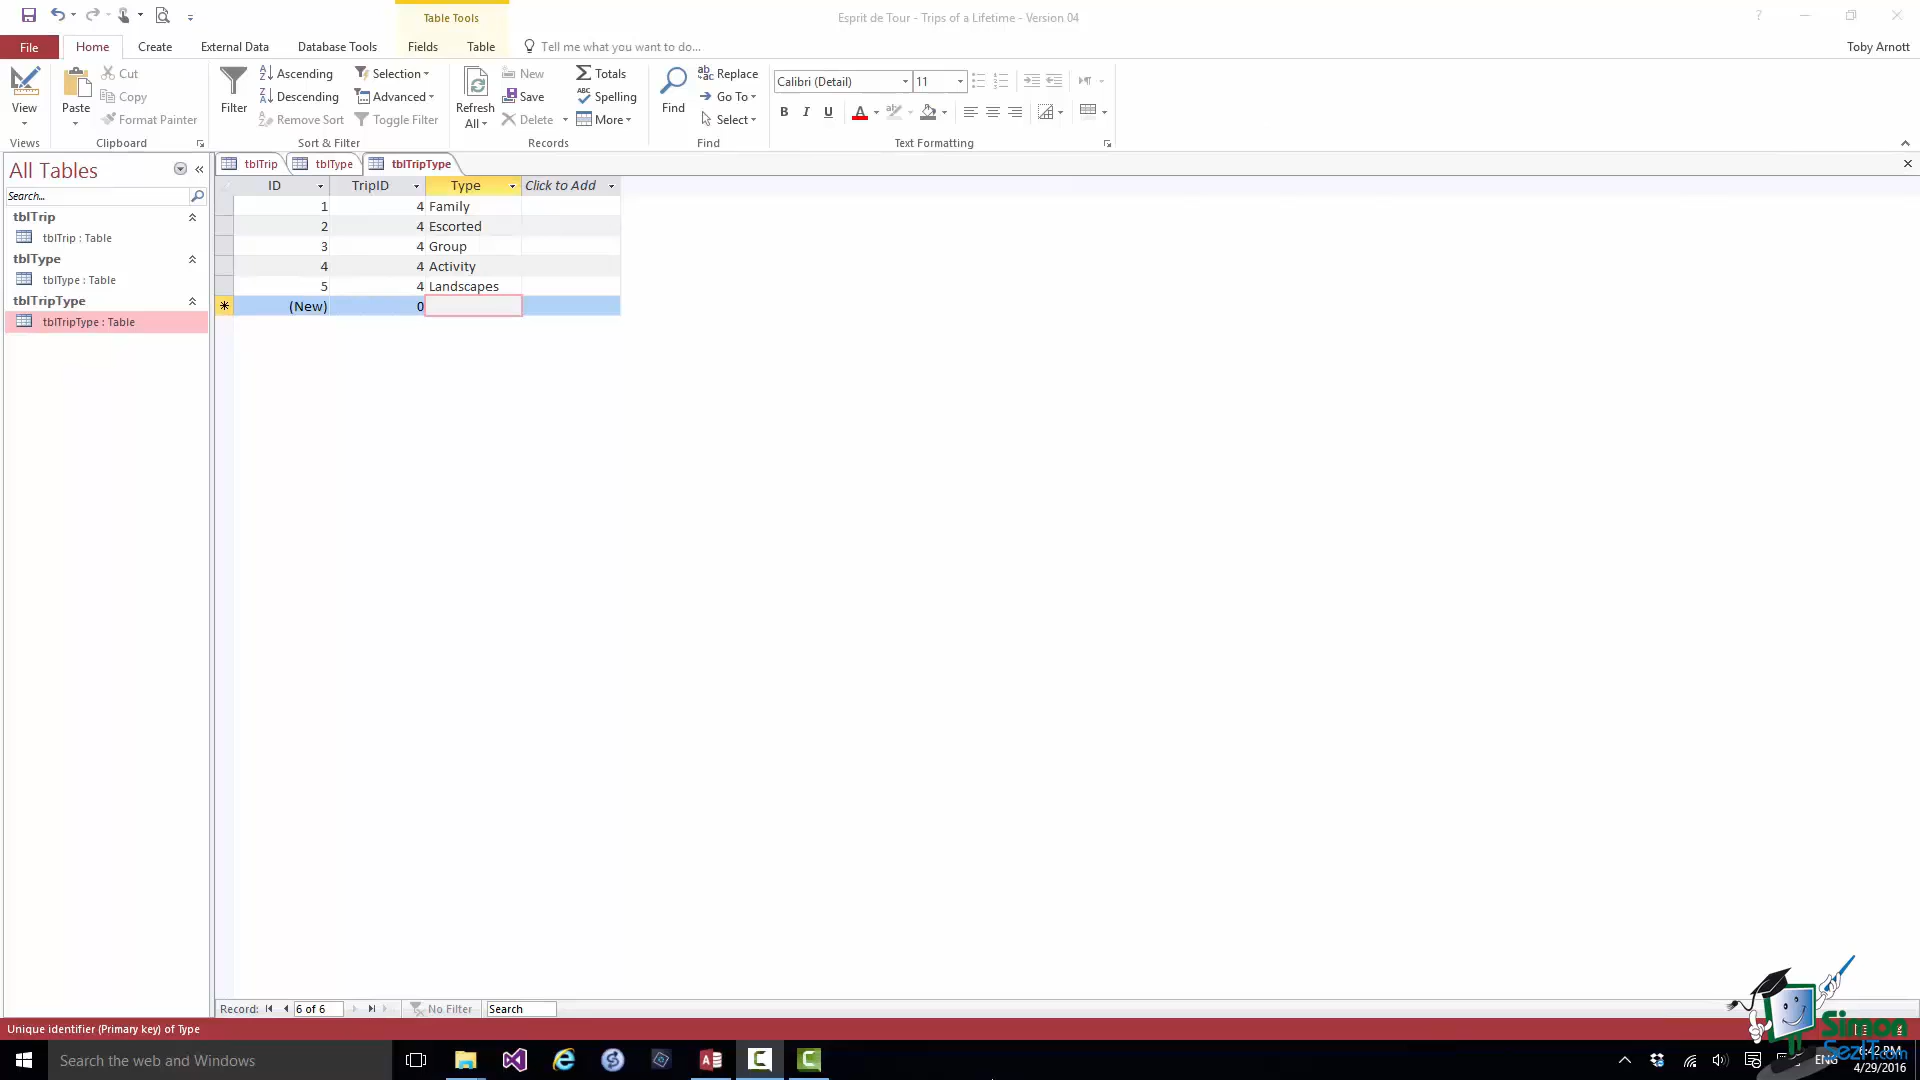 Table Tools
Esprit de Tour - Trips of a Lifetime - Version 04
?
File Home Create External Data Database Tools Fields Table Tell me what you want to do...
Toby Arnott
View
Views
Paste
Cut
Copy
Format Painter
Clipboard
Filter
Ascending
Descending
Remove Sort
Selection
Advanced
Toggle Filter
Sort & Filter
Refresh
All
New
Save
Delete
Totals
Spelling
More
Records
Find
Replace
Go To
Select
Find
Calibri (Detail) 11
B I U
Text Formatting
All Tables
Search...
tblTrip
tblTrip : Table
tblType
tblType : Table
tblTripType
tblTripType : Table
tblTrip tblType tblTripType
ID TripID Type Click to Add
1 4 Family
2 4 Escorted
3 4 Group
4 4 Activity
5 4 Landscapes
(New) 0
Record: 6 of 6 No Filter Search
Unique identifier (Primary key) of Type
Search the web and Windows
Simon
SezIT.com
ENG
4/29/2016